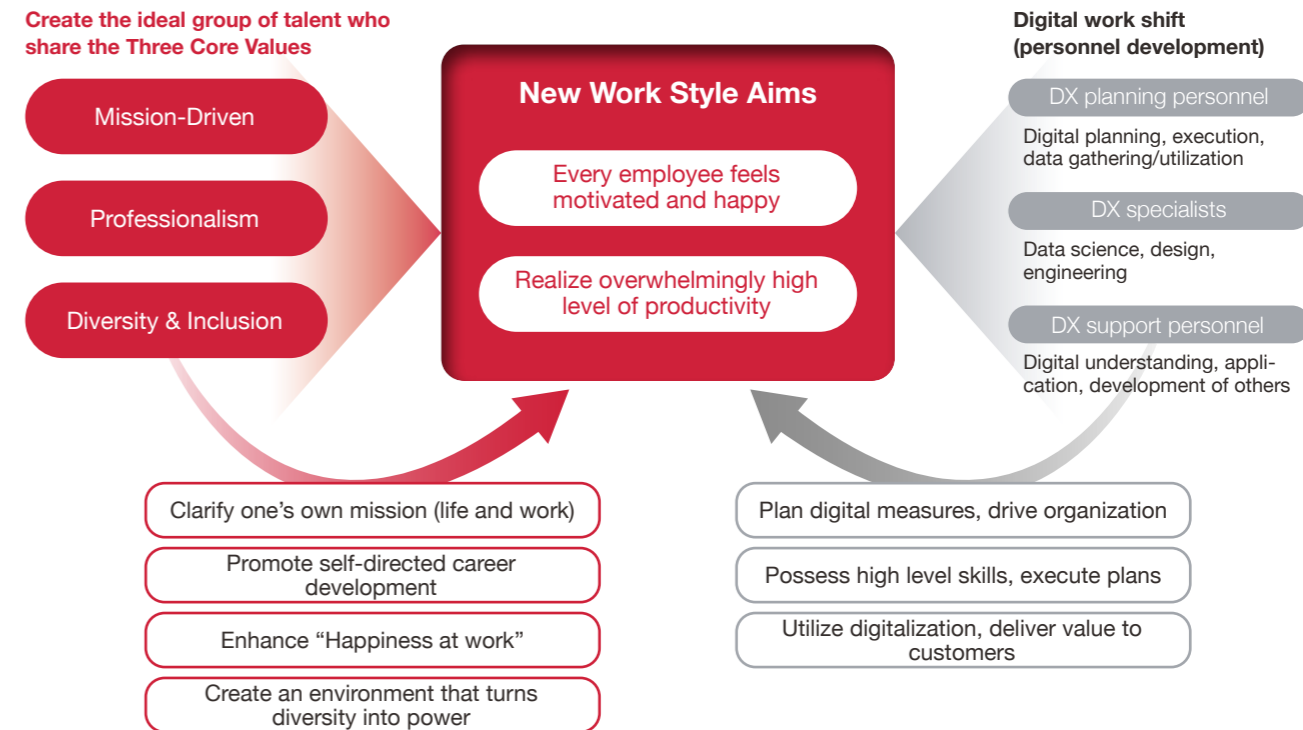 Create the ideal group of talent who
share the Three Core Values
Mission-Driven
Professionalism
Diversity & Inclusion
New Work Style Aims
Every employee feels
motivated and happy
Realize overwhelmingly high
level of productivity
Digital work shift
(personnel development)
DX planning personnel
Digital planning, execution,
data gathering/utilization
DX specialists
Data science, design,
engineering
DX support personnel
Digital understanding, appli-
cation, development of others
Clarify one’s own mission (life and work)
Promote self-directed career
development
Enhance “Happiness at work”
Create an environment that turns
diversity into power
Plan digital measures, drive organization
Possess high level skills, execute plans
Utilize digitalization, deliver value to
customers